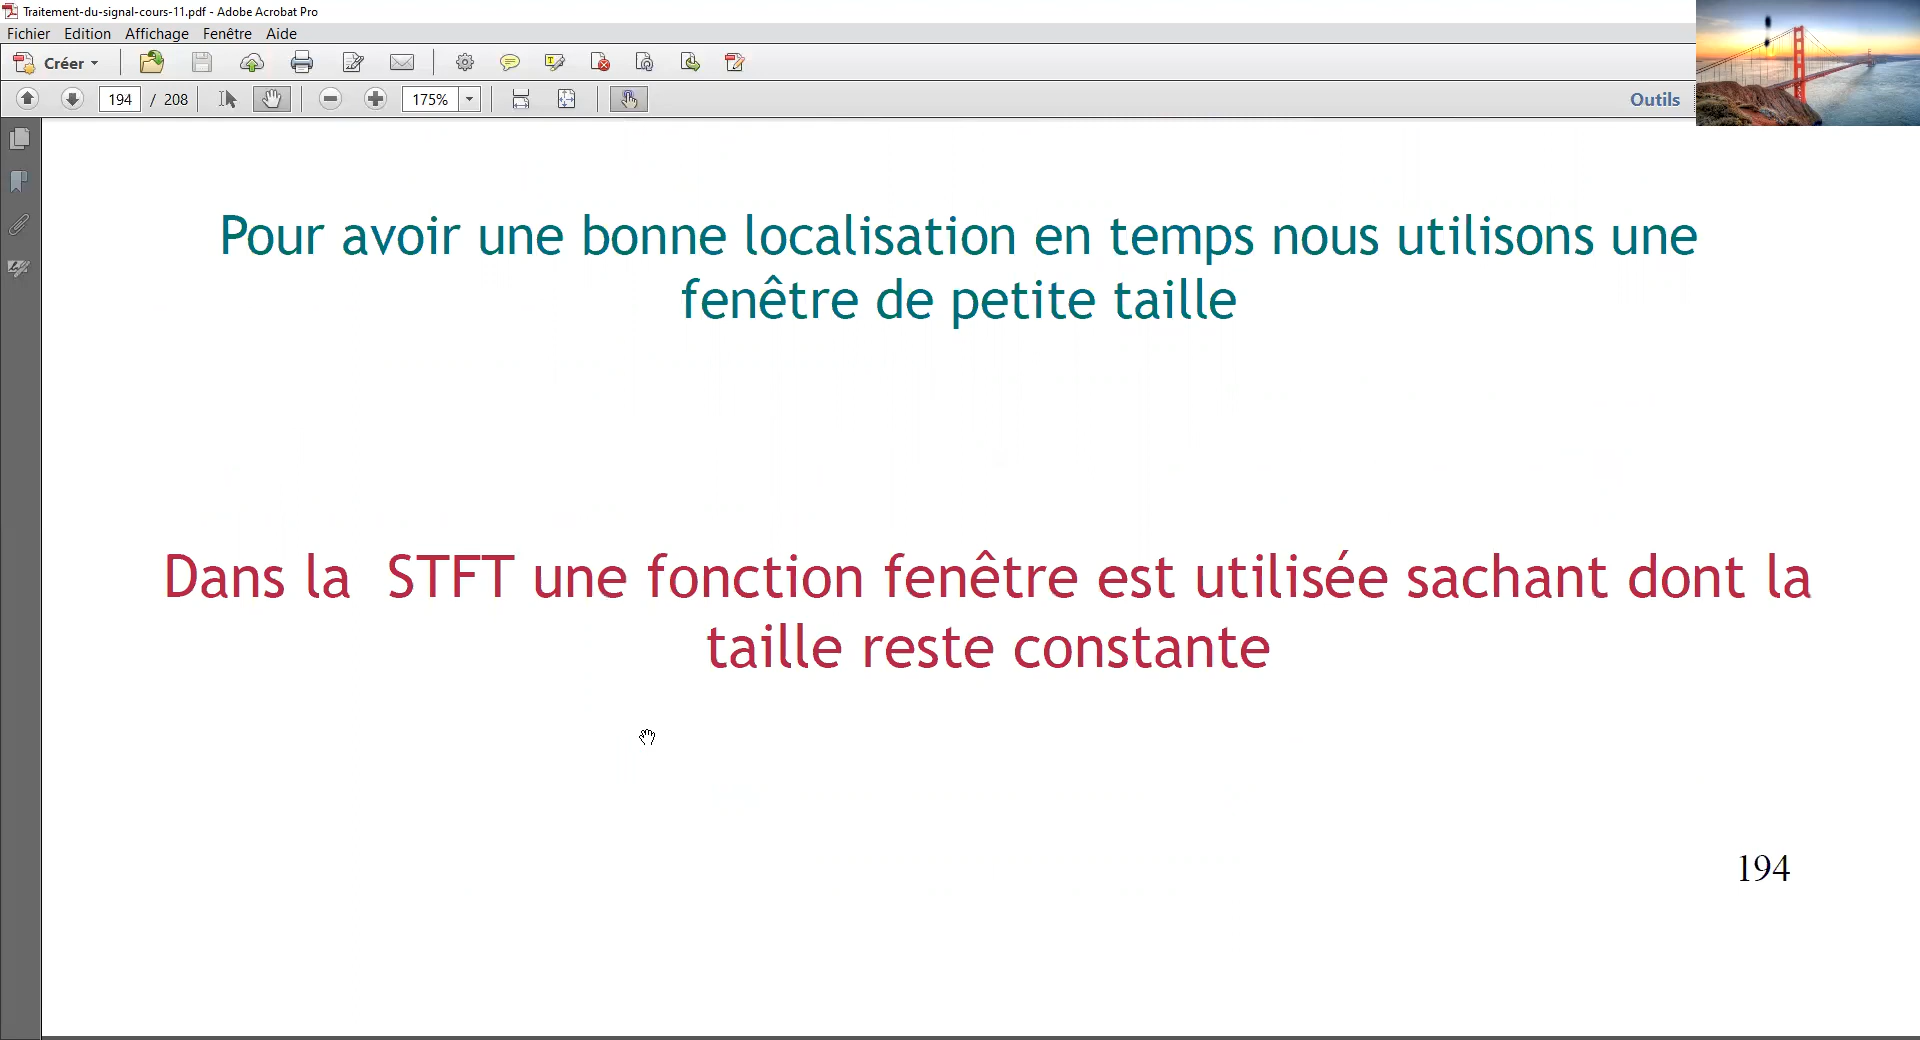 Traitement-du-signal-cours-11.pdf - Adobe Acrobat Pro
Fichier Edition Affichage Fenêtre Aide
Créer
194 / 208 175% Outils
Pour avoir une bonne localisation en temps nous utilisons une
fenêtre de petite taille
Dans la STFT une fonction fenêtre est utilisée sachant dont la
taille reste constante
194